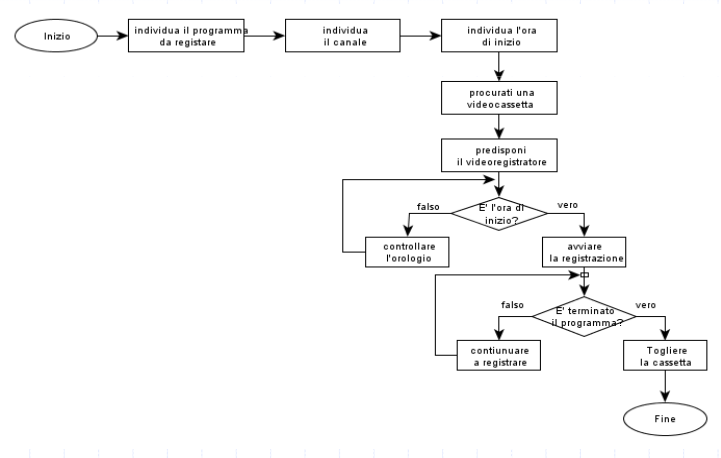 Inizio
individua il programma
da registare
individua
il canale
individua l'ora
di inizio
procurati una
videocassetta
predisponi
il videoregistratore
E' l'ora di
inizio?
falso
vero
controllare
l'orologio
avviare
la registrazione
E' terminato
il programma?
falso
vero
contiunuare
a registrare
Togliere
la cassetta
Fine